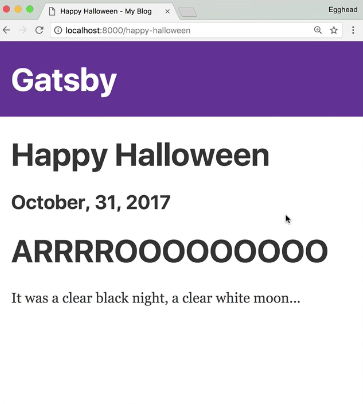 Happy Halloween - My Blog
Egghead
localhost:8000/happy-halloween
Gatsby
Happy Halloween
October, 31, 2017
ARRRROOOOOOOOO
It was a clear black night, a clear white moon...